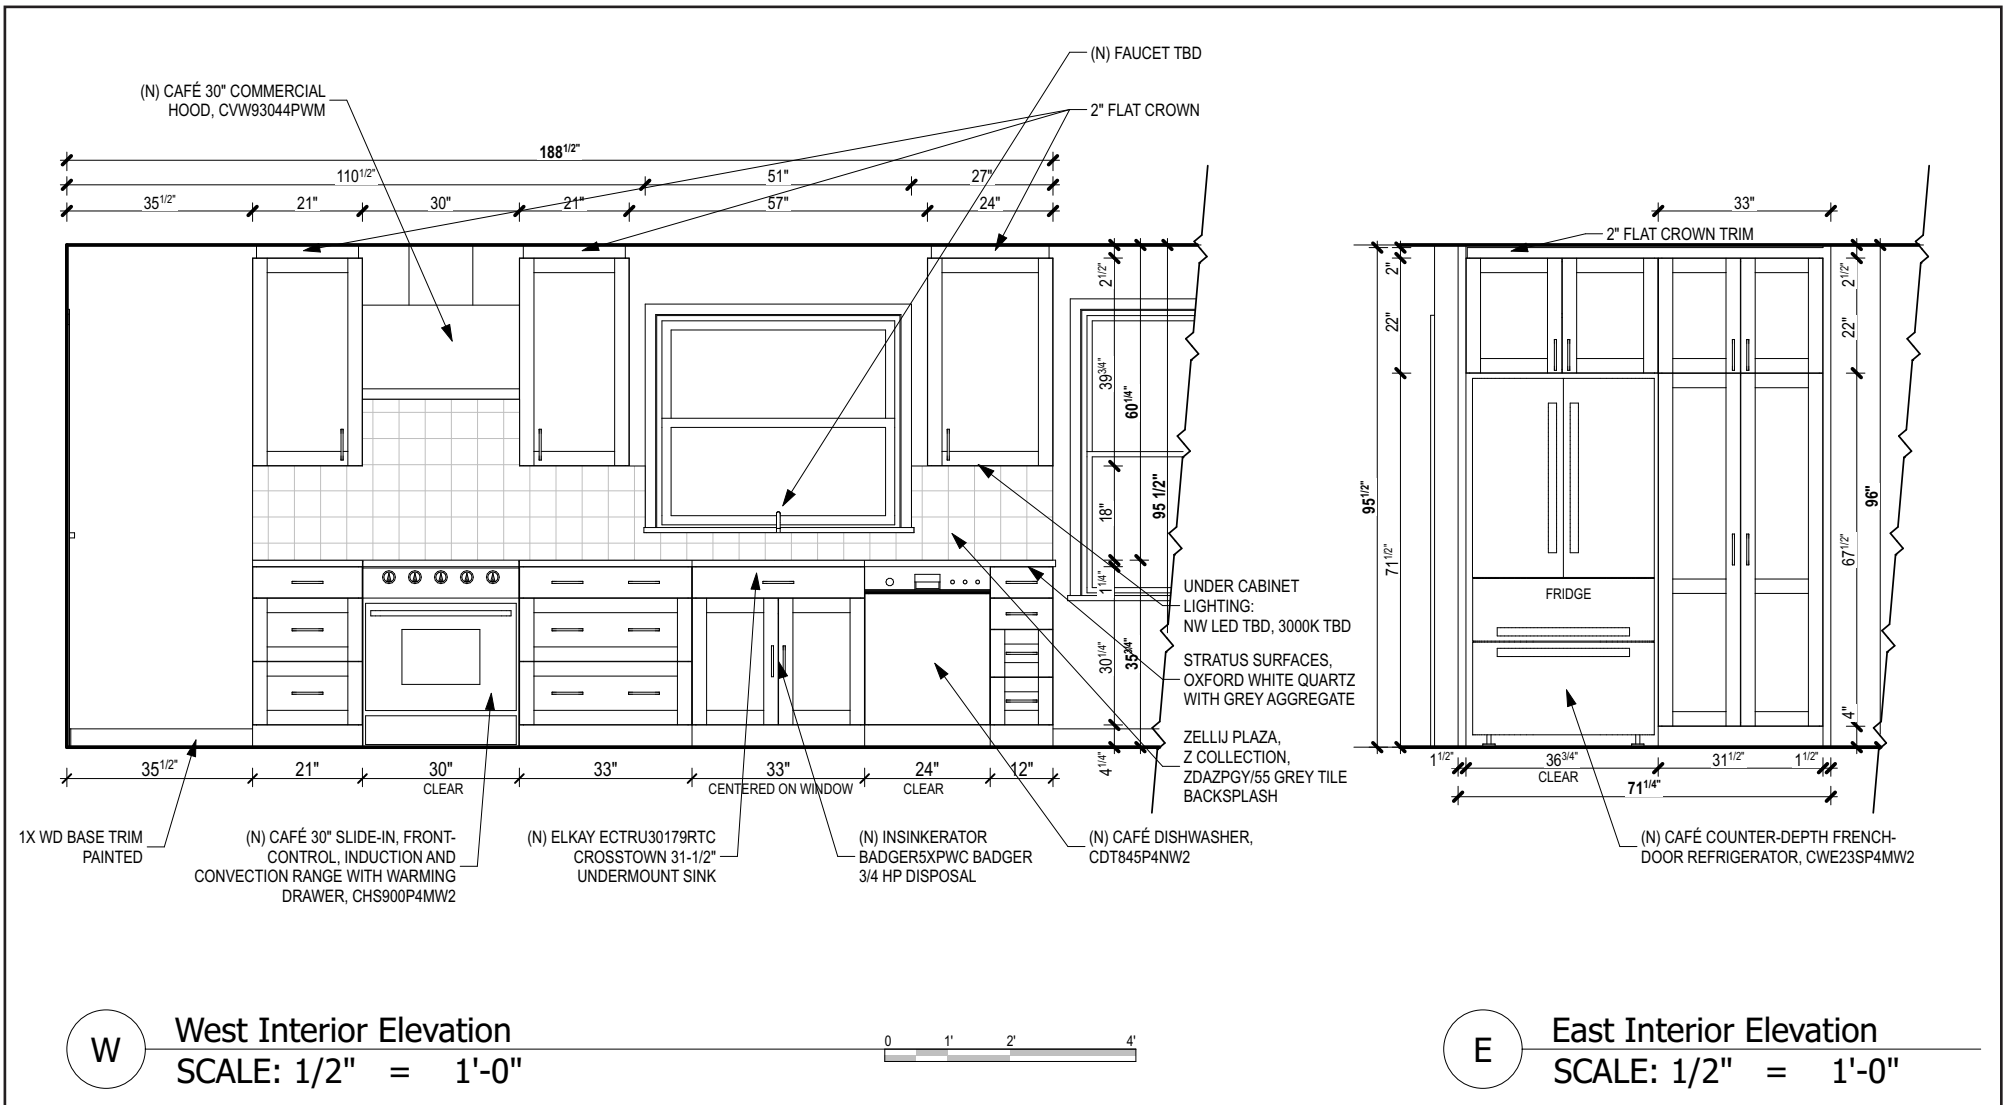 (N) FAUCET TBD
(N) CAFÉ 30" COMMERCIAL
HOOD, CVW93044PWM
2" FLAT CROWN
188 1/2"
110 1/2" 51" 27"
35 1/2" 21" 30" 21" 57" 24"
2 1/2"
39 3/4"
18"
1 1/4"
30 1/4"
4 1/4"
60 1/4"
35 3/4"
95 1/2"
UNDER CABINET
LIGHTING:
NW LED TBD, 3000K TBD
STRATUS SURFACES,
OXFORD WHITE QUARTZ
WITH GREY AGGREGATE
ZELLIJ PLAZA,
Z COLLECTION,
ZDAZPGY/55 GREY TILE
BACKSPLASH
35 1/2" 21" 30" 33" 33" 24" 12"
CLEAR CENTERED ON WINDOW CLEAR
1X WD BASE TRIM
PAINTED
(N) CAFÉ 30" SLIDE-IN, FRONT-
CONTROL, INDUCTION AND
CONVECTION RANGE WITH WARMING
DRAWER, CHS900P4MW2
(N) ELKAY ECTRU30179RTC
CROSSTOWN 31-1/2"
UNDERMOUNT SINK
(N) INSINKERATOR
BADGER5XPWC BADGER
3/4 HP DISPOSAL
(N) CAFÉ DISHWASHER,
CDT845P4NW2
33"
2" FLAT CROWN TRIM
2"
22"
71 1/2"
95 1/2"
FRIDGE
2 1/2"
22"
67 1/2"
4"
96"
1 1/2" 36 3/4" 31 1/2" 1 1/2"
CLEAR
71 1/4"
(N) CAFÉ COUNTER-DEPTH FRENCH-
DOOR REFRIGERATOR, CWE23SP4MW2
W
West Interior Elevation
SCALE: 1/2" = 1'-0"
0 1' 2' 4'
E
East Interior Elevation
SCALE: 1/2" = 1'-0"